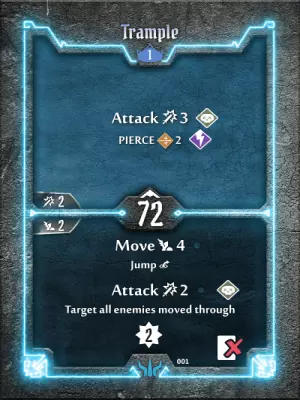 Trample
1
Attack 3
PIERCE 2
2
72
2
Move 4
Jump
Attack 2
Target all enemies moved through
2
001